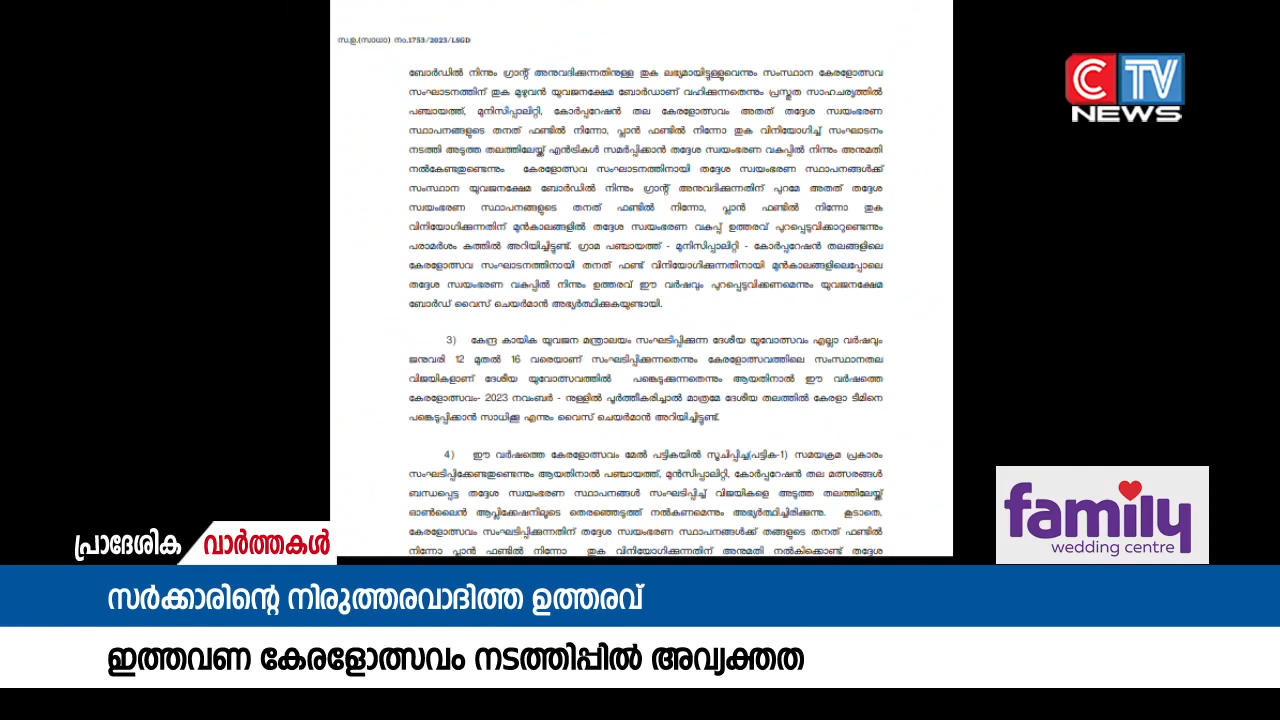 സ.ഉ.(സാധാ) നം.1753/2023/LSGD
ബോർഡിൽ നിന്നും ഗ്രാന്റ് അനുവദിക്കുന്നതിനുള്ള തുക ലഭ്യമായിട്ടുള്ളൂവെന്നും സംസ്ഥാന കേരളോത്സവ
സംഘാടനത്തിന് തുക മുഴുവൻ യുവജനക്ഷേമ ബോർഡാണ് വഹിക്കുന്നതെന്നും പ്രസ്തുത സാഹചര്യത്തിൽ
പഞ്ചായത്ത്, മുനിസിപ്പാലിറ്റി, കോർപ്പറേഷൻ തല കേരളോത്സവം അതത് തദ്ദേശ സ്വയംഭരണ
സ്ഥാപനങ്ങളുടെ തനത് ഫണ്ടിൽ നിന്നോ, പ്ലാൻ ഫണ്ടിൽ നിന്നോ തുക വിനിയോഗിച്ച് സംഘാടനം
നടത്തി അടുത്ത തലത്തിലേയ്ക്ക് എൻട്രികൾ സമർപ്പിക്കാൻ തദ്ദേശ സ്വയംഭരണ വകുപ്പിൽ നിന്നും അനുമതി
നൽകേണ്ടതുണ്ടെന്നും കേരളോത്സവ സംഘാടനത്തിനായി തദ്ദേശ സ്വയംഭരണ സ്ഥാപനങ്ങൾക്ക്
സംസ്ഥാന യുവജനക്ഷേമ ബോർഡിൽ നിന്നും ഗ്രാന്റ് അനുവദിക്കുന്നതിന് പുറമേ അതത് തദ്ദേശ
സ്വയംഭരണ സ്ഥാപനങ്ങളുടെ തനത് ഫണ്ടിൽ നിന്നോ, പ്ലാൻ ഫണ്ടിൽ നിന്നോ തുക
വിനിയോഗിക്കുന്നതിന് മുൻകാലങ്ങളിൽ തദ്ദേശ സ്വയംഭരണ വകുപ്പ് ഉത്തരവ് പുറപ്പെടുവിക്കാറുണ്ടെന്നും
പരാമർശം കത്തിൽ അറിയിച്ചിട്ടുണ്ട്. ഗ്രാമ പഞ്ചായത്ത് - മുനിസിപ്പാലിറ്റി - കോർപ്പറേഷൻ തലങ്ങളിലെ
കേരളോത്സവ സംഘാടനത്തിനായി തനത് ഫണ്ട് വിനിയോഗിക്കുന്നതിനായി മുൻകാലങ്ങളിലെപ്പോലെ
തദ്ദേശ സ്വയംഭരണ വകുപ്പിൽ നിന്നും ഉത്തരവ് ഈ വർഷവും പുറപ്പെടുവിക്കണമെന്നും യുവജനക്ഷേമ
ബോർഡ് വൈസ് ചെയർമാൻ അഭ്യർത്ഥിക്കുകയുണ്ടായി.
3) കേന്ദ്ര കായിക യുവജന മന്ത്രാലയം സംഘടിപ്പിക്കുന്ന ദേശീയ യുവോത്സവം എല്ലാ വർഷവും
ജനുവരി 12 മുതൽ 16 വരെയാണ് സംഘടിപ്പിക്കുന്നതെന്നും കേരളോത്സവത്തിലെ സംസ്ഥാനതല
വിജയികളാണ് ദേശീയ യുവോത്സവത്തിൽ പങ്കെടുക്കുന്നതെന്നും ആയതിനാൽ ഈ വർഷത്തെ
കേരളോത്സവം- 2023 നവംബർ - നുള്ളിൽ പൂർത്തീകരിച്ചാൽ മാത്രമേ ദേശീയ തലത്തിൽ കേരളാ ടീമിനെ
പങ്കെടുപ്പിക്കാൻ സാധിക്കൂ എന്നും വൈസ് ചെയർമാൻ അറിയിച്ചിട്ടുണ്ട്.
4) ഈ വർഷത്തെ കേരളോത്സവം മേൽ പട്ടികയിൽ സൂചിപ്പിച്ച(പട്ടിക-1) സമയക്രമ പ്രകാരം
സംഘടിപ്പിക്കേണ്ടതുണ്ടെന്നും ആയതിനാൽ പഞ്ചായത്ത്, മുൻസിപ്പാലിറ്റി, കോർപ്പറേഷൻ തല മത്സരങ്ങൾ
ബന്ധപ്പെട്ട തദ്ദേശ സ്വയംഭരണ സ്ഥാപനങ്ങൾ സംഘടിപ്പിച്ച് വിജയികളെ അടുത്ത തലത്തിലേയ്ക്ക്
ഓൺലൈൻ ആപ്ലിക്കേഷനിലൂടെ തെരഞ്ഞെടുത്ത് നൽകണമെന്നും അഭ്യർത്ഥിച്ചിരിക്കുന്നു. കൂടാതെ,
കേരളോത്സവം സംഘടിപ്പിക്കുന്നതിന് തദ്ദേശ സ്വയംഭരണ സ്ഥാപനങ്ങൾക്ക് തങ്ങളുടെ തനത് ഫണ്ടിൽ
നിന്നോ പ്ലാൻ ഫണ്ടിൽ നിന്നോ തുക വിനിയോഗിക്കുന്നതിന് അനുമതി നൽകിക്കൊണ്ട് തദ്ദേശ
CTV
NEWS
family
wedding centre
പ്രാദേശിക വാർത്തകൾ
സർക്കാരിന്റെ നിരുത്തരവാദിത്ത ഉത്തരവ്
ഇത്തവണ കേരളോത്സവം നടത്തിപ്പിൽ അവ്യക്തത